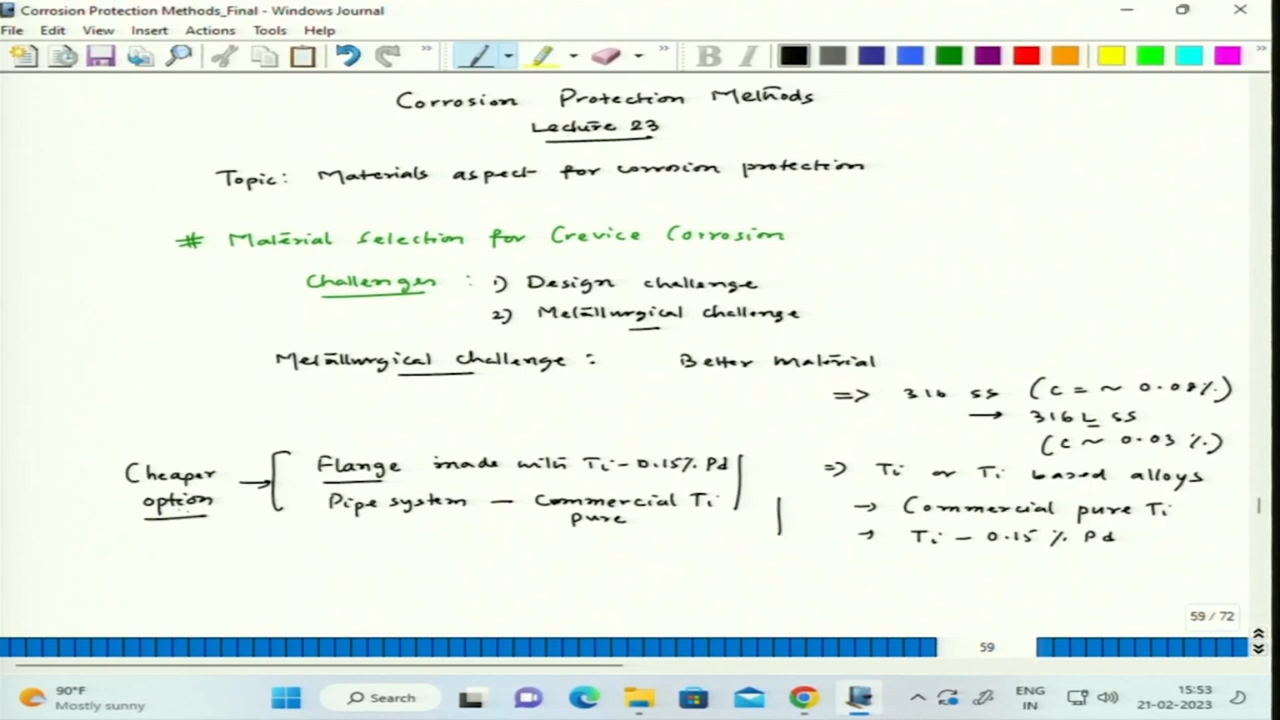 Corrosion Protection Methods_Final - Windows Journal
File Edit View Insert Actions Tools Help
B I
Corrosion Protection Methods
Lecture 23
Topic: Materials aspect for corrosion protection
# Material Selection for Crevice Corrosion
Challenges : 1) Design challenge
2) Metallurgical challenge
Metallurgical challenge : Better material
=> 316 SS (C = ~ 0.08%)
→ 316L SS
(C ~ 0.03 %)
Cheaper option → Flange made with Ti-0.15% Pd
Pipe system — Commercial Ti
pure
=> Ti or Ti based alloys
→ Commercial pure Ti
→ Ti - 0.15 % Pd
59 / 72
59
90°F
Mostly sunny
Search
ENG
IN
15:53
21-02-2023